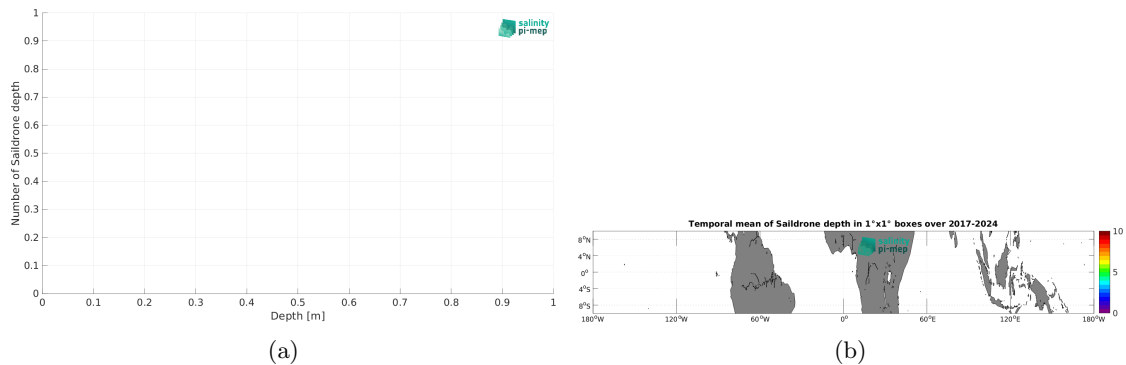 1
0.9
0.8
0.7
0.6
0.5
0.4
0.3
0.2
0.1
0
Number of Saildrone depth
salinity
pi-mep
0 0.1 0.2 0.3 0.4 0.5 0.6 0.7 0.8 0.9 1
Depth [m]
(a)
Temporal mean of Saildrone depth in 1°x1° boxes over 2017-2024
8°N
4°N
0°
4°S
8°S
salinity
pi-mep
180°W 120°W 60°W 0° 60°E 120°E 180°W
10
5
0
(b)